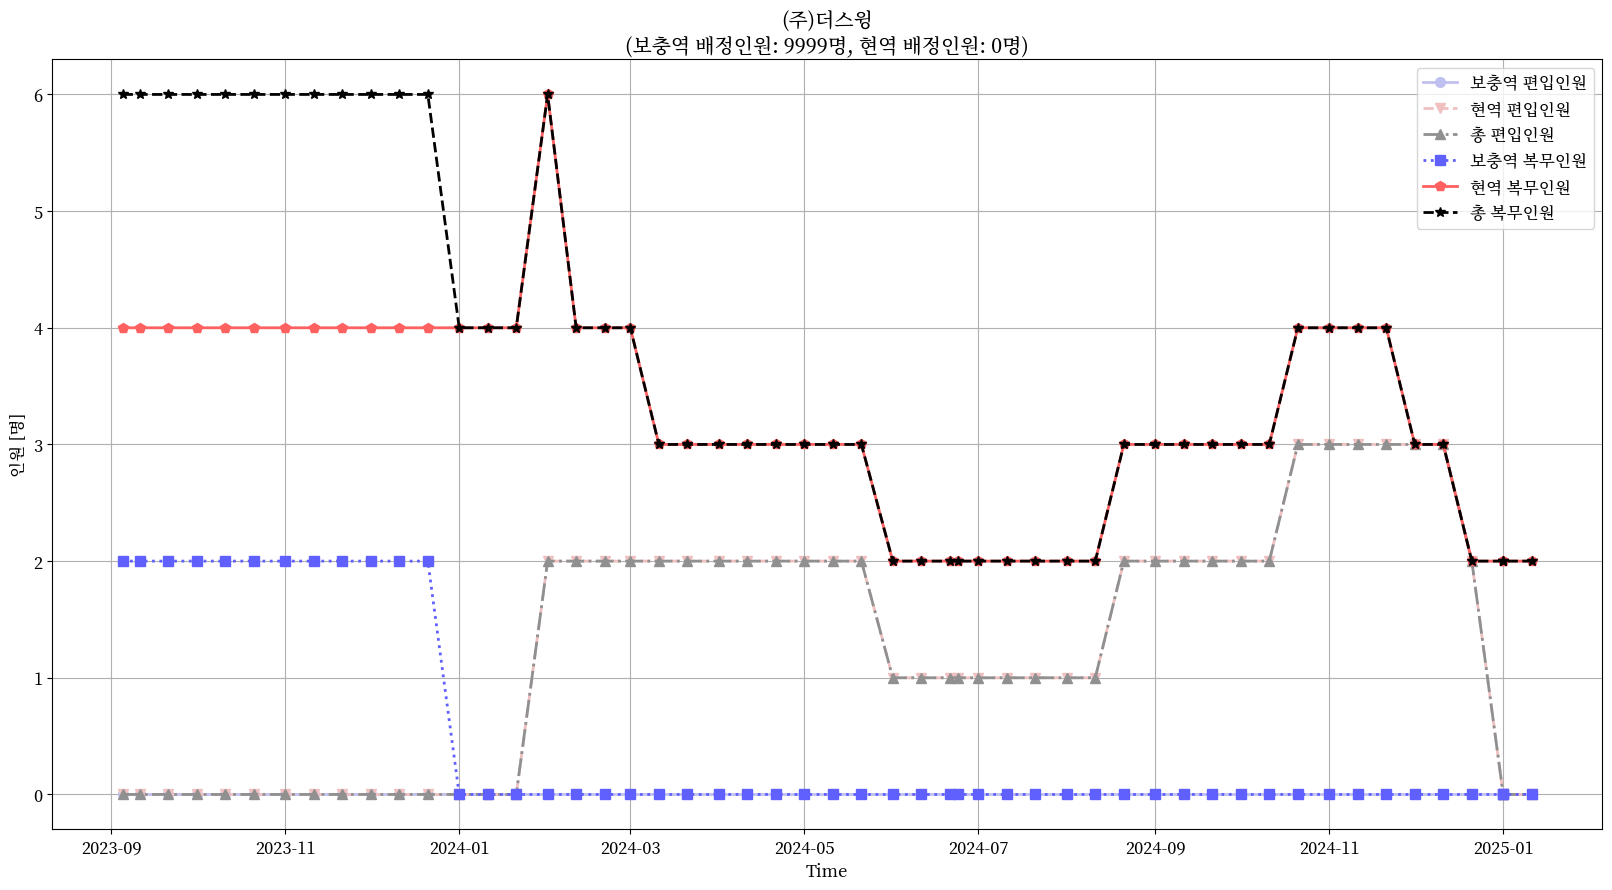 (주)더스윙
(보충역 배정인원: 9999명, 현역 배정인원: 0명)
보충역 편입인원
현역 편입인원
총 편입인원
보충역 복무인원
현역 복무인원
총 복무인원
6
5
4
3
2
1
0
인원 [명]
2023-09
2023-11
2024-01
2024-03
2024-05
2024-07
2024-09
2024-11
2025-01
Time